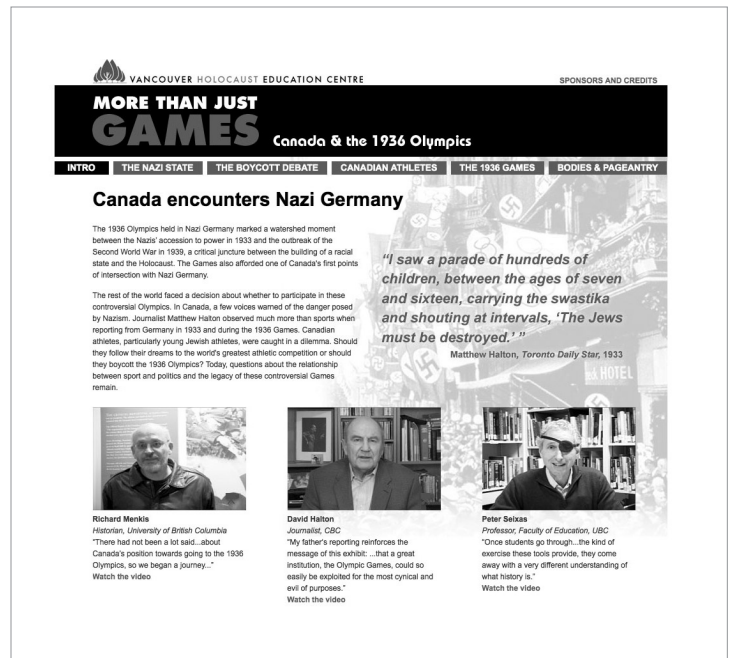 VANCOUVER HOLOCAUST EDUCATION CENTRE
SPONSORS AND CREDITS
MORE THAN JUST
GAMES
Canada & the 1936 Olympics
INTRO
THE NAZI STATE
THE BOYCOTT DEBATE
CANADIAN ATHLETES
THE 1936 GAMES
BODIES & PAGEANTRY
Canada encounters Nazi Germany
The 1936 Olympics held in Nazi Germany marked a watershed moment
between the Nazis' accession to power in 1933 and the outbreak of the
Second World War in 1939, a critical juncture between the building of a racial
state and the Holocaust. The Games also afforded one of Canada's first points
of intersection with Nazi Germany.
The rest of the world faced a decision about whether to participate in these
controversial Olympics. In Canada, a few voices warned of the danger posed
by Nazism. Journalist Matthew Halton observed much more than sports when
reporting from Germany in 1933 and during the 1936 Games. Canadian
athletes, particularly young Jewish athletes, were caught in a dilemma. Should
they follow their dreams to the world's greatest athletic competition or should
they boycott the 1936 Olympics? Today, questions about the relationship
between sport and politics and the legacy of these controversial Games
remain.
“I saw a parade of hundreds of
children, between the ages of seven
and sixteen, carrying the swastika
and shouting at intervals, ‘The Jews
must be destroyed.’ ”
Matthew Halton, Toronto Daily Star, 1933
HOTEL
Richard Menkis
Historian, University of British Columbia
"There had not been a lot said...about
Canada's position towards going to the 1936
Olympics, so we began a journey..."
Watch the video
David Halton
Journalist, CBC
"My father's reporting reinforces the
message of this exhibit: ...that a great
institution, the Olympic Games, could so
easily be exploited for the most cynical and
evil of purposes."
Watch the video
Peter Seixas
Professor, Faculty of Education, UBC
"Once students go through...the kind of
exercise these tools provide, they come
away with a very different understanding of
what history is."
Watch the video